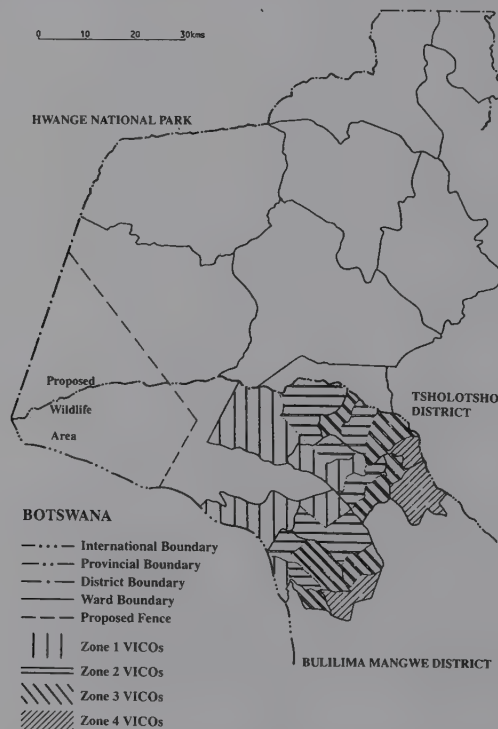 0 10 20 30kms
HWANGE NATIONAL PARK
Proposed
Wildlife
Area
TSHOLOTSHO
DISTRICT
BOTSWANA
International Boundary
Provincial Boundary
District Boundary
Ward Boundary
Proposed Fence
Zone 1 VICOs
Zone 2 VICOs
Zone 3 VICOs
Zone 4 VICOs
BULILIMA MANGWE DISTRICT